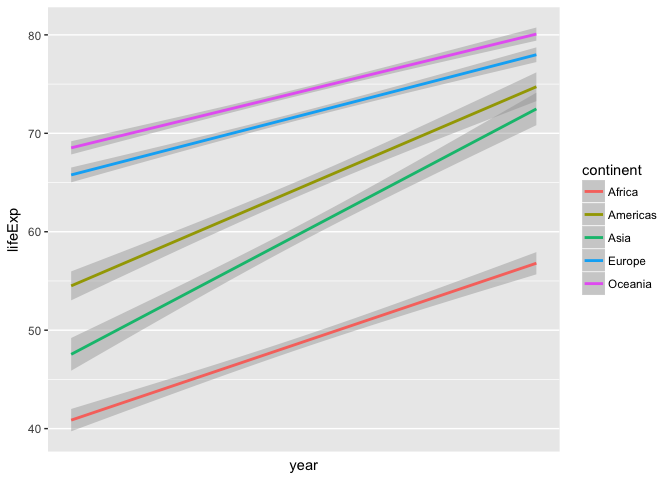 80
70
60
50
40
lifeExp
year
continent
Africa
Americas
Asia
Europe
Oceania